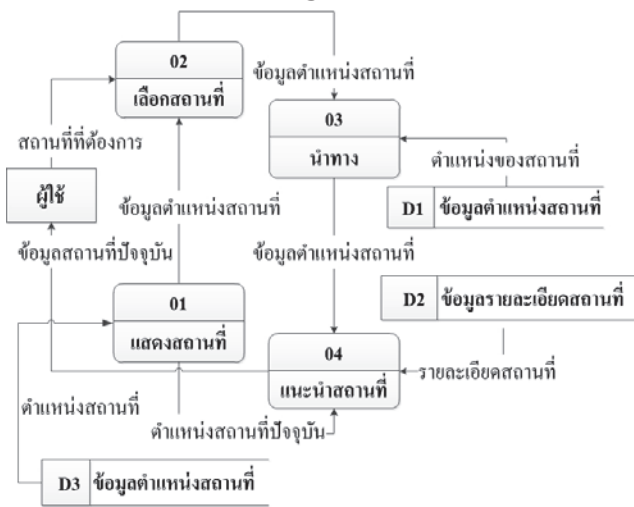 02
เลือกสถานที่
ข้อมูลตำแหน่งสถานที่
03
นำทาง
สถานที่ที่ต้องการ
ตำแหน่งของสถานที่
ผู้ใช้
ข้อมูลตำแหน่งสถานที่
D1 ข้อมูลตำแหน่งสถานที่
ข้อมูลสถานที่ปัจจุบัน
ข้อมูลตำแหน่งสถานที่
01
แสดงสถานที่
D2 ข้อมูลรายละเอียดสถานที่
04
แนะนำสถานที่
รายละเอียดสถานที่
ตำแหน่งสถานที่
ตำแหน่งสถานที่ปัจจุบัน
D3 ข้อมูลตำแหน่งสถานที่